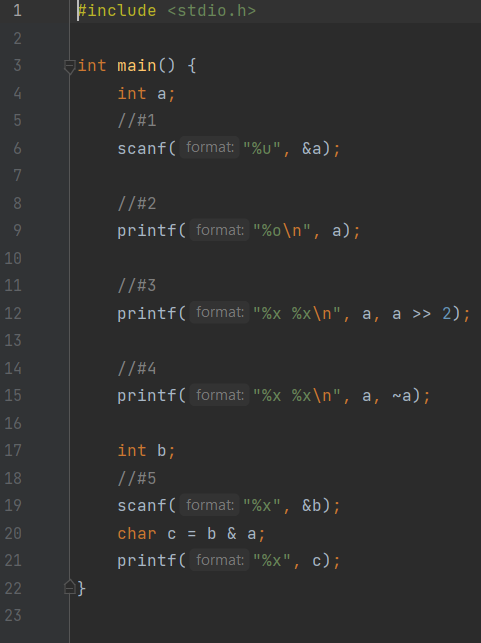 1 #include <stdio.h>
2
3 int main() {
4     int a;
5     //#1
6     scanf( format: "%u", &a);
7
8     //#2
9     printf( format: "%o\n", a);
10
11     //#3
12     printf( format: "%x %x\n", a, a >> 2);
13
14     //#4
15     printf( format: "%x %x\n", a, ~a);
16
17     int b;
18     //#5
19     scanf( format: "%x", &b);
20     char c = b & a;
21     printf( format: "%x", c);
22 }
23